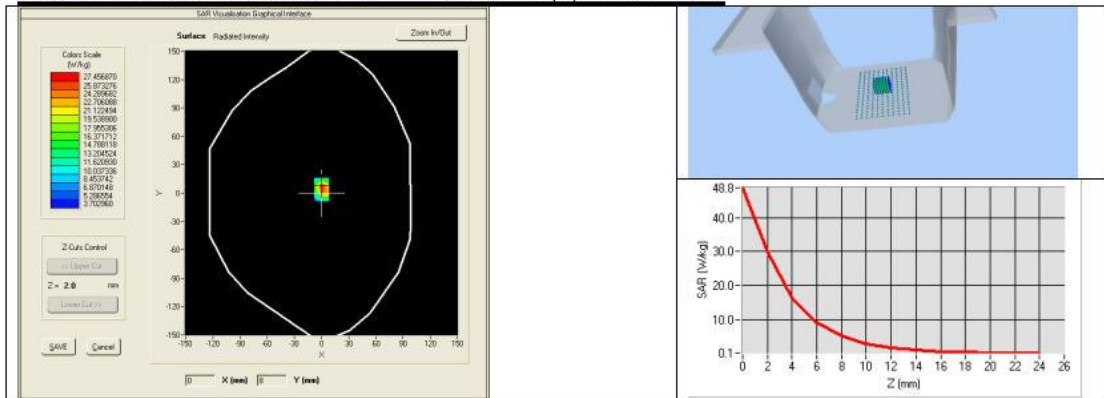 SAR Visualisation Graphical Interface
Surface Radiated Intensity
Zoom In/Out
Colors Scale
(W/kg)
27.456870
25.873276
24.289682
22.706088
21.122494
19.538900
17.955306
16.371712
14.788118
13.204524
11.620930
10.037336
8.453742
6.870148
5.286554
3.702960
Z-Cuts Control
<< Upper Cut
Z = 2.0 mm
Lower Cut >>
SAVE Cancel
150
120
90
60
30
0
-30
-60
-90
-120
-150
Y
-150 -120 -90 -60 -30 0 30 60 90 120 150
X
0 X (mm) 0 Y (mm)
48.8
40.0
30.0
20.0
10.0
0.1
SAR (W/kg)
0 2 4 6 8 10 12 14 16 18 20 22 24 26
Z (mm)